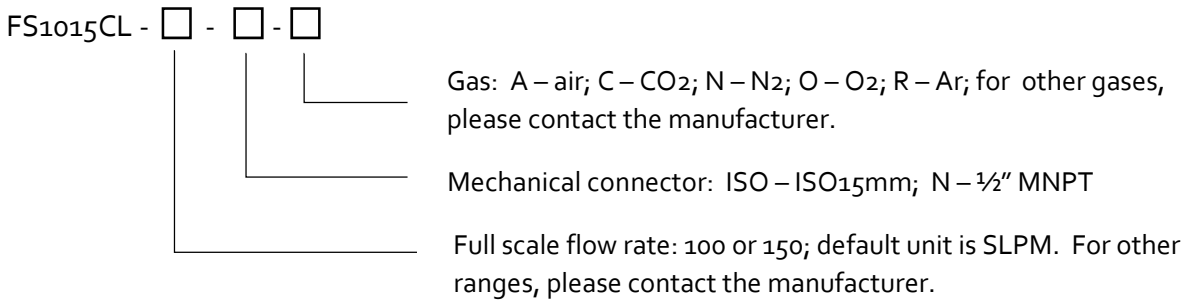 FS1015CL - □ - □ - □
Gas: A – air; C – CO2; N – N2; O – O2; R – Ar; for other gases,
please contact the manufacturer.
Mechanical connector: ISO – ISO15mm; N – ½” MNPT
Full scale flow rate: 100 or 150; default unit is SLPM. For other
ranges, please contact the manufacturer.